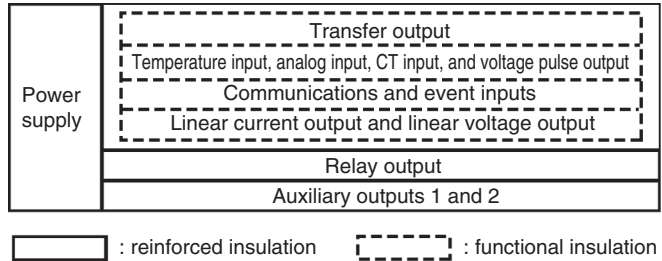 Transfer output
Temperature input, analog input, CT input, and voltage pulse output
Communications and event inputs
Linear current output and linear voltage output
Power
supply
Relay output
Auxiliary outputs 1 and 2
: reinforced insulation
: functional insulation